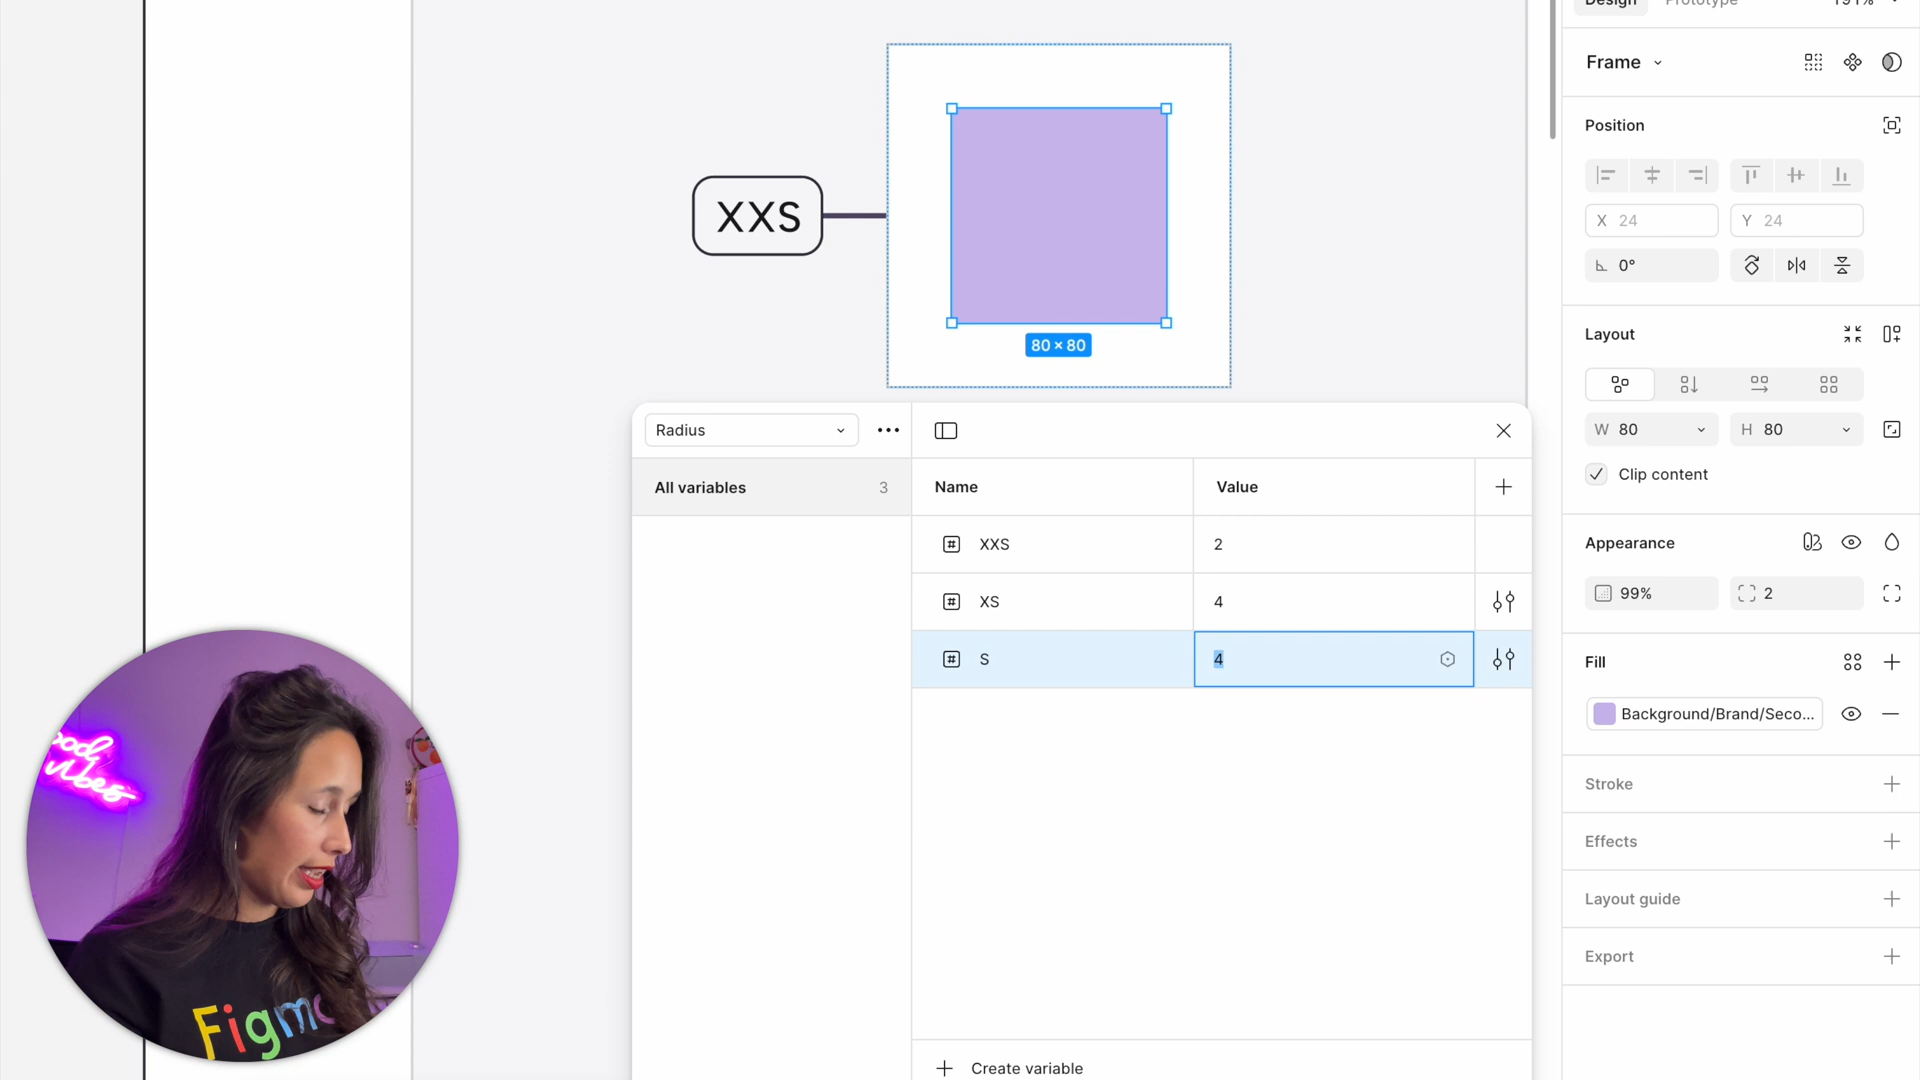 Design Prototype 191%
Frame
Position
X 24 Y 24
0°
XXS
80 × 80
Layout
W 80 H 80
Clip content
Radius
All variables 3
Name Value
XXS 2
XS 4
S 4
Create variable
Appearance
99% 2
Fill
Background/Brand/Seco...
Stroke
Effects
Layout guide
Export
vibes
Figma